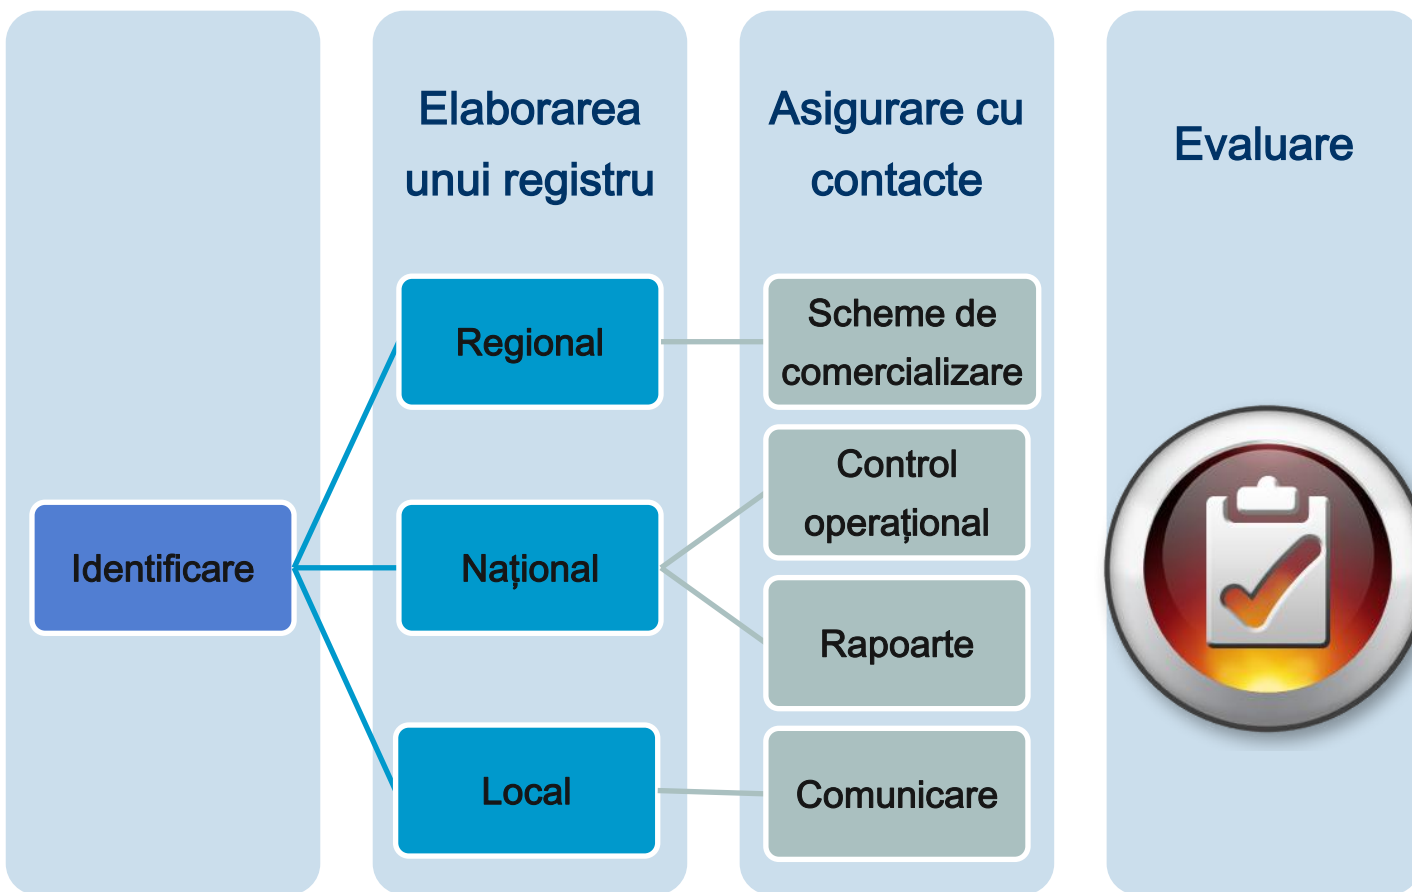 Elaborarea
unui registru
Asigurare cu
contacte
Evaluare
Identificare
Regional
Național
Local
Scheme de
comercializare
Control
operațional
Rapoarte
Comunicare